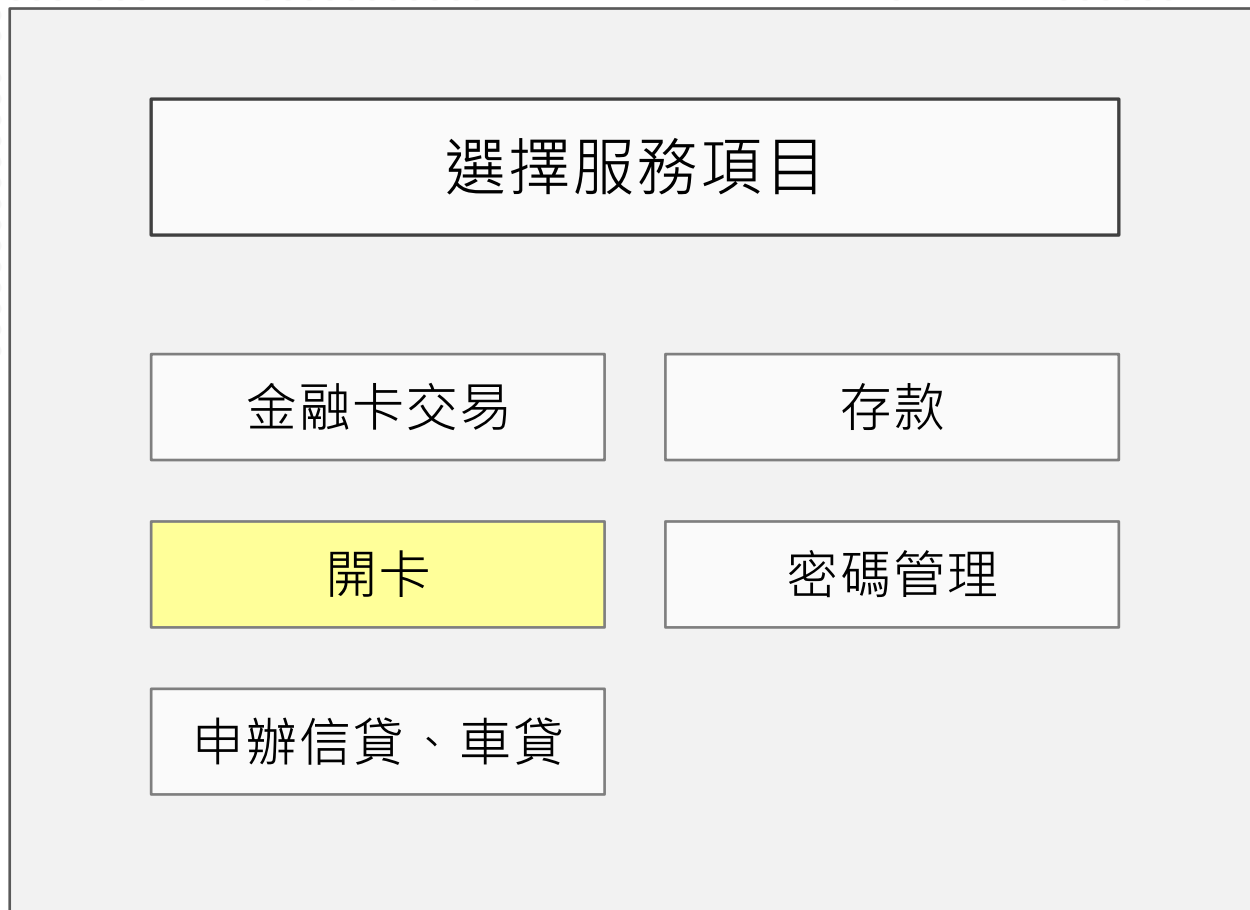 選擇服務項目
金融卡交易
存款
開卡
密碼管理
申辦信貸、車貸